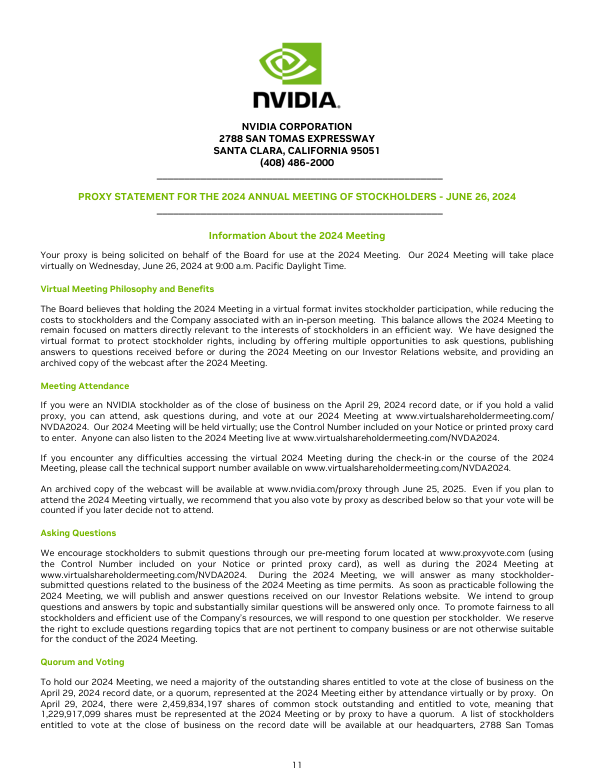 NVIDIA.
NVIDIA CORPORATION
2788 SAN TOMAS EXPRESSWAY
SANTA CLARA, CALIFORNIA 95051
(408) 486-2000
PROXY STATEMENT FOR THE 2024 ANNUAL MEETING OF STOCKHOLDERS - JUNE 26, 2024
Information About the 2024 Meeting
Your proxy is being solicited on behalf of the Board for use at the 2024 Meeting. Our 2024 Meeting will take place
virtually on Wednesday, June 26, 2024 at 9:00 a.m. Pacific Daylight Time.
Virtual Meeting Philosophy and Benefits
The Board believes that holding the 2024 Meeting in a virtual format invites stockholder participation, while reducing the
costs to stockholders and the Company associated with an in-person meeting. This balance allows the 2024 Meeting to
remain focused on matters directly relevant to the interests of stockholders in an efficient way. We have designed the
virtual format to protect stockholder rights, including by offering multiple opportunities to ask questions, publishing
answers to questions received before or during the 2024 Meeting on our Investor Relations website, and providing an
archived copy of the webcast after the 2024 Meeting.
Meeting Attendance
If you were an NVIDIA stockholder as of the close of business on the April 29, 2024 record date, or if you hold a valid
proxy, you can attend, ask questions during, and vote at our 2024 Meeting at www.virtualshareholdermeeting.com/
NVDA2024. Our 2024 Meeting will be held virtually; use the Control Number included on your Notice or printed proxy card
to enter. Anyone can also listen to the 2024 Meeting live at www.virtualshareholdermeeting.com/NVDA2024.
If you encounter any difficulties accessing the virtual 2024 Meeting during the check-in or the course of the 2024
Meeting, please call the technical support number available on www.virtualshareholdermeeting.com/NVDA2024.
An archived copy of the webcast will be available at www.nvidia.com/proxy through June 25, 2025. Even if you plan to
attend the 2024 Meeting virtually, we recommend that you also vote by proxy as described below so that your vote will be
counted if you later decide not to attend.
Asking Questions
We encourage stockholders to submit questions through our pre-meeting forum located at www.proxyvote.com (using
the Control Number included on your Notice or printed proxy card), as well as during the 2024 Meeting at
www.virtualshareholdermeeting.com/NVDA2024. During the 2024 Meeting, we will answer as many stockholder-
submitted questions related to the business of the 2024 Meeting as time permits. As soon as practicable following the
2024 Meeting, we will publish and answer questions received on our Investor Relations website. We intend to group
questions and answers by topic and substantially similar questions will be answered only once. To promote fairness to all
stockholders and efficient use of the Company's resources, we will respond to one question per stockholder. We reserve
the right to exclude questions regarding topics that are not pertinent to company business or are not otherwise suitable
for the conduct of the 2024 Meeting.
Quorum and Voting
To hold our 2024 Meeting, we need a majority of the outstanding shares entitled to vote at the close of business on the
April 29, 2024 record date, or a quorum, represented at the 2024 Meeting either by attendance virtually or by proxy. On
April 29, 2024, there were 2,459,834,197 shares of common stock outstanding and entitled to vote, meaning that
1,229,917,099 shares must be represented at the 2024 Meeting or by proxy to have a quorum. A list of stockholders
entitled to vote at the close of business on the record date will be available at our headquarters, 2788 San Tomas
11